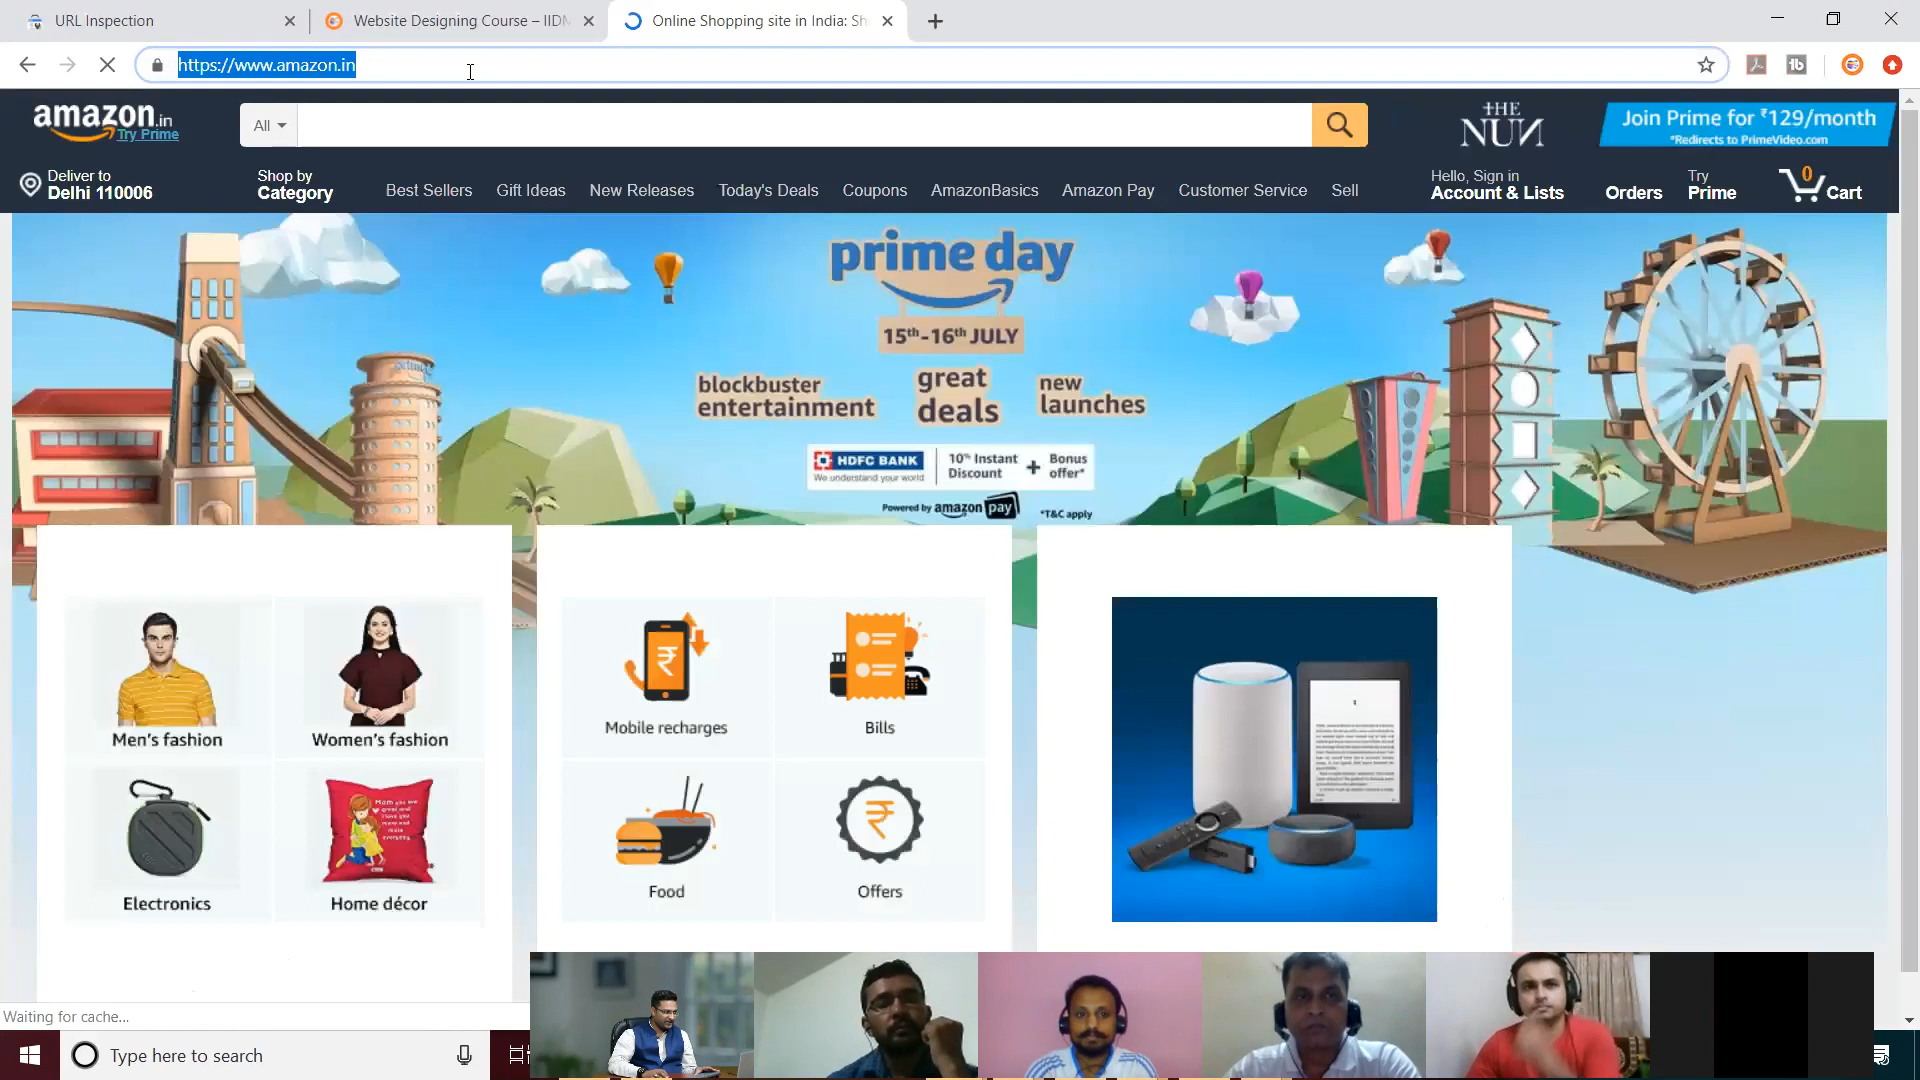 URL Inspection
Website Designing Course – IIDM
Online Shopping site in India: Sh
https://www.amazon.in
amazon.in
Try Prime
All
THE
NUN
Join Prime for ₹129/month
*Redirects to PrimeVideo.com
Deliver to
Delhi 110006
Shop by
Category
Best Sellers
Gift Ideas
New Releases
Today's Deals
Coupons
AmazonBasics
Amazon Pay
Customer Service
Sell
Hello, Sign in
Account & Lists
Orders
Try
Prime
0
Cart
prime day
15th-16th JULY
blockbuster
entertainment
great
deals
new
launches
HDFC BANK
We understand your world
10% Instant
Discount
+
Bonus
offer*
Powered by amazon pay
*T&C apply
Men's fashion
Women's fashion
Electronics
Home décor
Mobile recharges
Bills
Food
Offers
Waiting for cache...
Type here to search